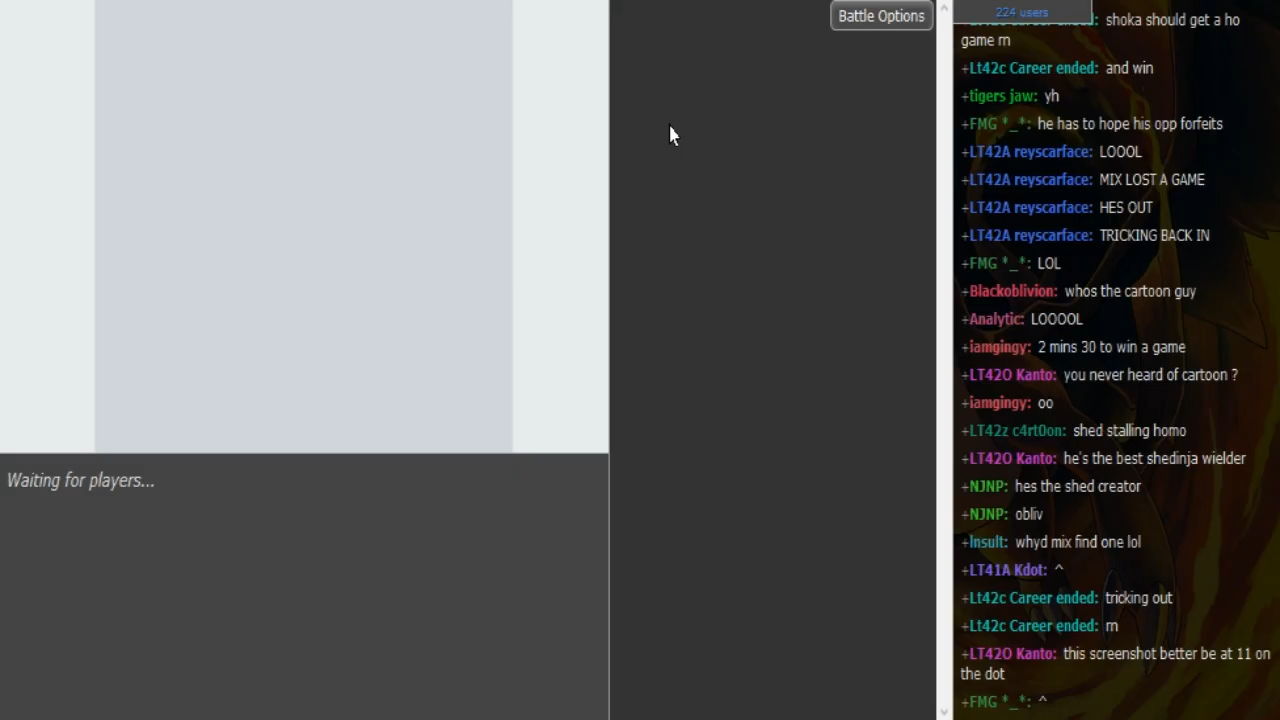 Battle Options
Waiting for players...
224 users
shoka should get a ho
game rn
+Lt42c Career ended: and win
+tigers jaw: yh
+FMG *_*: he has to hope his opp forfeits
+LT42A reyscarface: LOOOL
+LT42A reyscarface: MIX LOST A GAME
+LT42A reyscarface: HES OUT
+LT42A reyscarface: TRICKING BACK IN
+FMG *_*: LOL
+Blackoblivion: whos the cartoon guy
+Analytic: LOOOOL
+iamgingy: 2 mins 30 to win a game
+LT42O Kanto: you never heard of cartoon ?
+iamgingy: oo
+LT42z c4rt0on: shed stalling homo
+LT42O Kanto: he's the best shedinja wielder
+NJNP: hes the shed creator
+NJNP: obliv
+Insult: whyd mix find one lol
+LT41A Kdot: ^
+Lt42c Career ended: tricking out
+Lt42c Career ended: rn
+LT42O Kanto: this screenshot better be at 11 on
the dot
+FMG *_*: ^